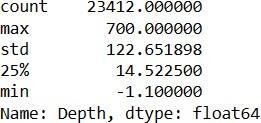 count    23412.000000
max        700.000000
std        122.651898
25%         14.522500
min         -1.100000
Name: Depth, dtype: float64